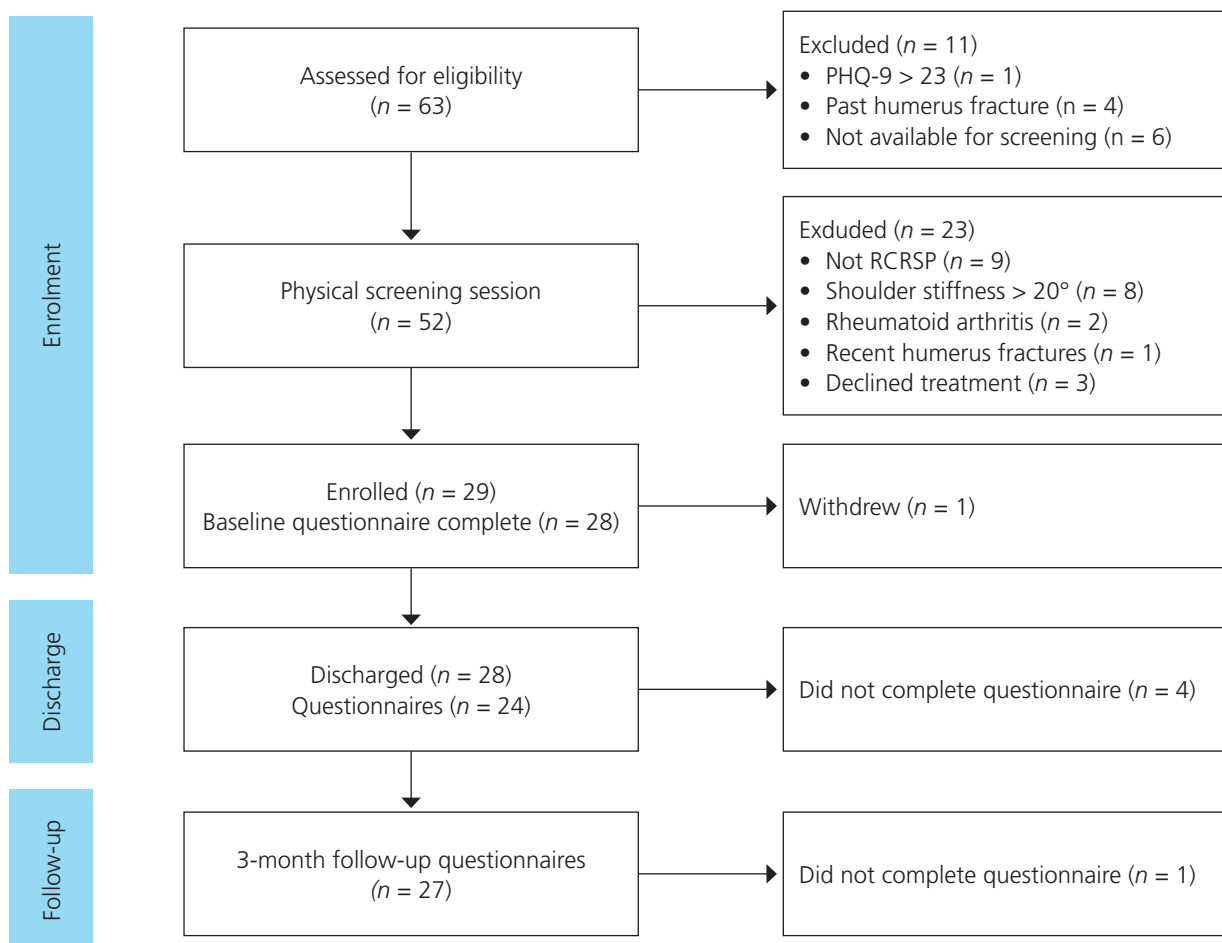 Enrolment
Assessed for eligibility
(n = 63)
Excluded (n = 11)
• PHQ-9 > 23 (n = 1)
• Past humerus fracture (n = 4)
• Not available for screening (n = 6)
Physical screening session
(n = 52)
Exduded (n = 23)
• Not RCRSP (n = 9)
• Shoulder stiffness > 20° (n = 8)
• Rheumatoid arthritis (n = 2)
• Recent humerus fractures (n = 1)
• Declined treatment (n = 3)
Enrolled (n = 29)
Baseline questionnaire complete (n = 28)
Withdrew (n = 1)
Discharge
Discharged (n = 28)
Questionnaires (n = 24)
Did not complete questionnaire (n = 4)
Follow-up
3-month follow-up questionnaires
(n = 27)
Did not complete questionnaire (n = 1)